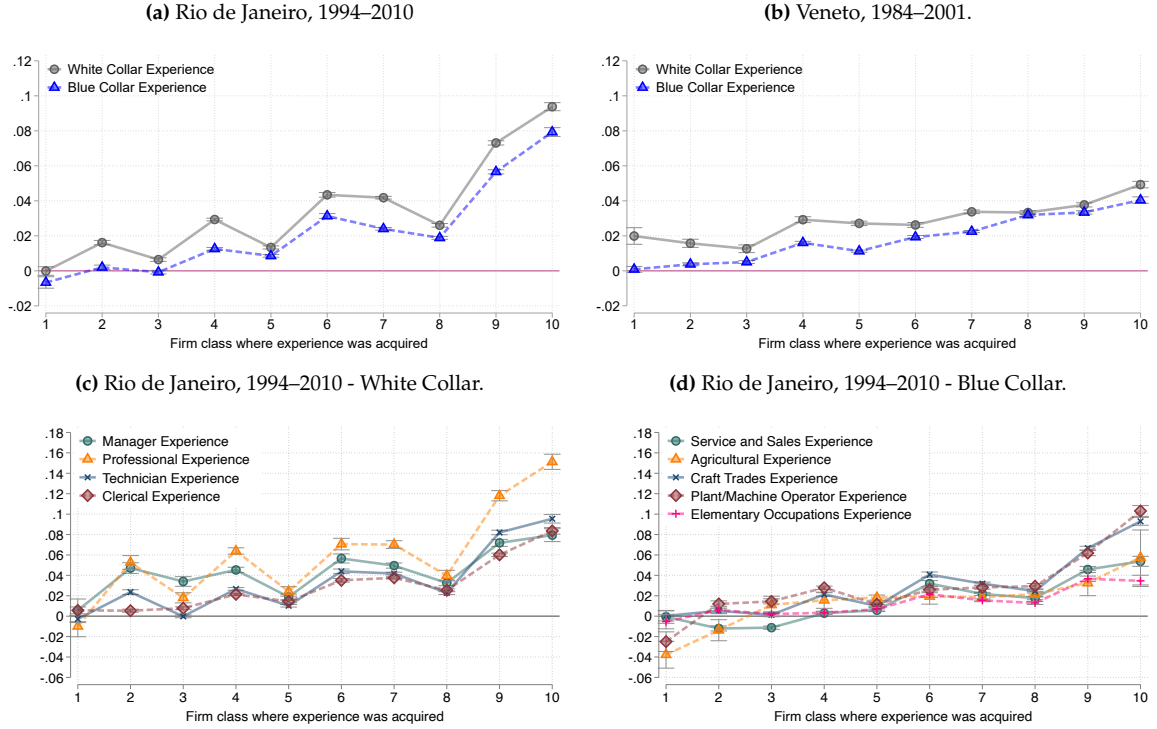 (a) Rio de Janeiro, 1994–2010
.12
.1
.08
.06
.04
.02
0
-.02
White Collar Experience
Blue Collar Experience
1 2 3 4 5 6 7 8 9 10
Firm class where experience was acquired
(b) Veneto, 1984–2001.
.12
.1
.08
.06
.04
.02
0
-.02
White Collar Experience
Blue Collar Experience
1 2 3 4 5 6 7 8 9 10
Firm class where experience was acquired
(c) Rio de Janeiro, 1994–2010 - White Collar.
.18
.16
.14
.12
.1
.08
.06
.04
.02
0
-.02
-.04
-.06
Manager Experience
Professional Experience
Technician Experience
Clerical Experience
1 2 3 4 5 6 7 8 9 10
Firm class where experience was acquired
(d) Rio de Janeiro, 1994–2010 - Blue Collar.
.18
.16
.14
.12
.1
.08
.06
.04
.02
0
-.02
-.04
-.06
Service and Sales Experience
Agricultural Experience
Craft Trades Experience
Plant/Machine Operator Experience
Elementary Occupations Experience
1 2 3 4 5 6 7 8 9 10
Firm class where experience was acquired